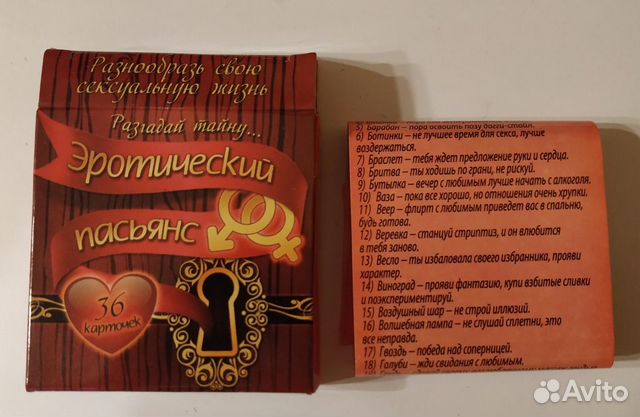 Разнообразь свою
сексуальную жизнь
Разгадай тайну...
Эротический
пасьянс
36
карточек
5) Барабан – пора освоить позу догги-стайл.
6) Ботинки – не лучшее время для секса, лучше
воздержаться.
7) Браслет – тебя ждет предложение руки и сердца.
8) Бритва – ты ходишь по грани, не рискуй.
9) Бутылка – вечер с любимым лучше начать с алкоголя.
10) Ваза – пока все хорошо, но отношения очень хрупки.
11) Веер – флирт с любимым приведет вас в спальню,
будь готова.
12) Веревка – станцуй стриптиз, и он влюбится
в тебя заново.
13) Весло – ты избаловала своего избранника, прояви
характер.
14) Виноград – прояви фантазию, купи взбитые сливки
и поэкспериментируй.
15) Воздушный шар – не строй иллюзий.
16) Волшебная лампа – не слушай сплетни, это
все неправда.
17) Гвоздь – победа над соперницей.
18) Голуби – жди свидания с любимым.
Avito